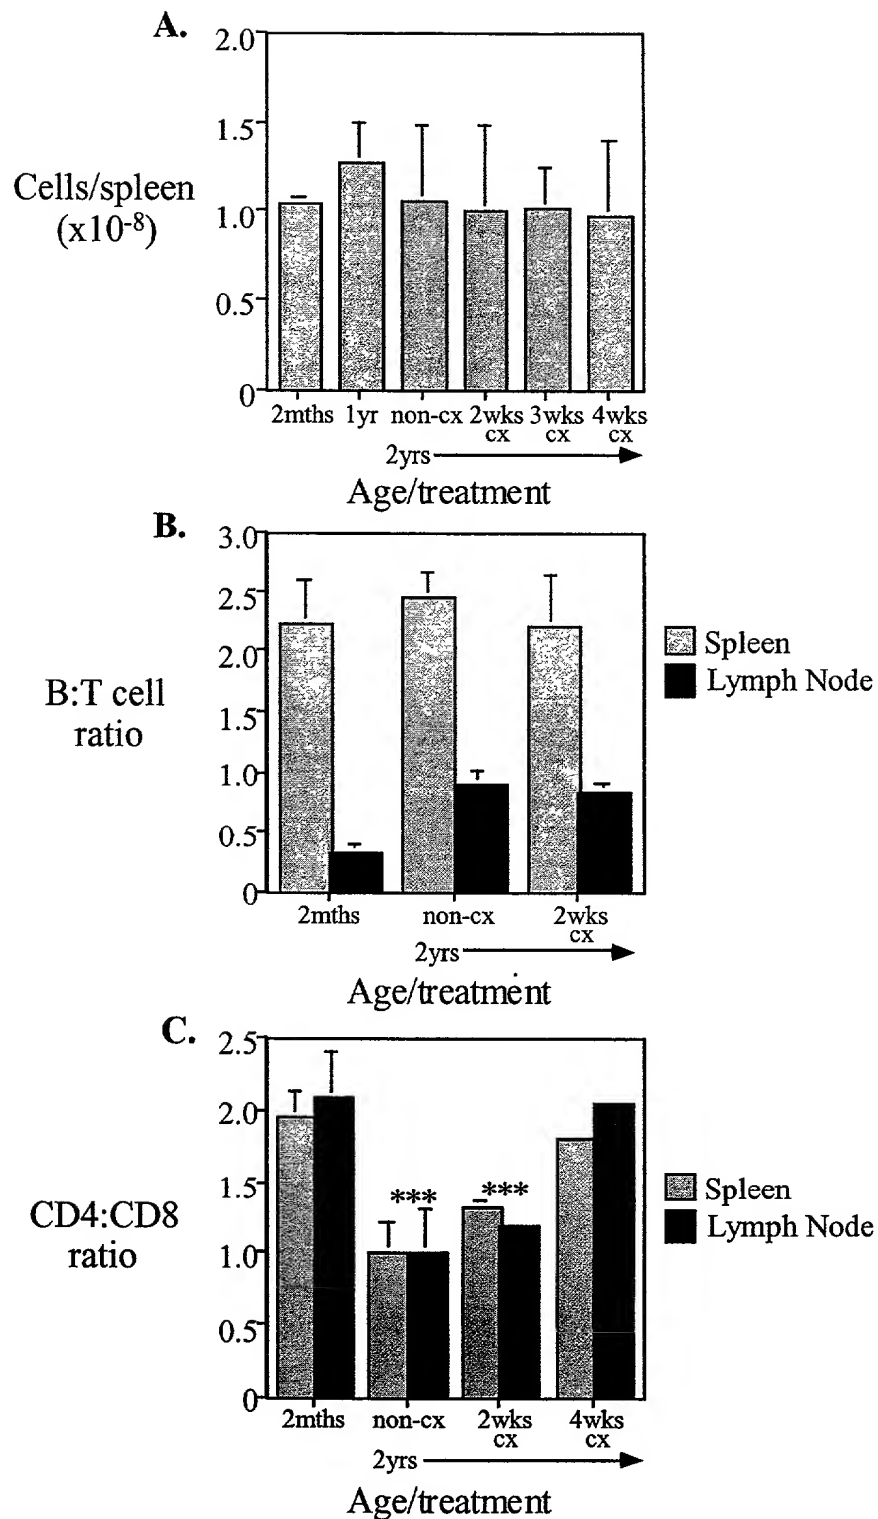 A.
2.0
1.5
1.0
0.5
0
Cells/spleen
(x10-8)
2mths 1yr non-cx 2wks 3wks 4wks
cx cx cx
2yrs
Age/treatment
B.
3.0
2.5
2.0
1.5
1.0
0.5
0
B:T cell
ratio
Spleen
Lymph Node
2mths non-cx 2wks
cx
2yrs
Age/treatment
C.
2.5
2.0
1.5
1.0
0.5
0
CD4:CD8
ratio
*** ***
Spleen
Lymph Node
2mths non-cx 2wks 4wks
cx cx
2yrs
Age/treatment